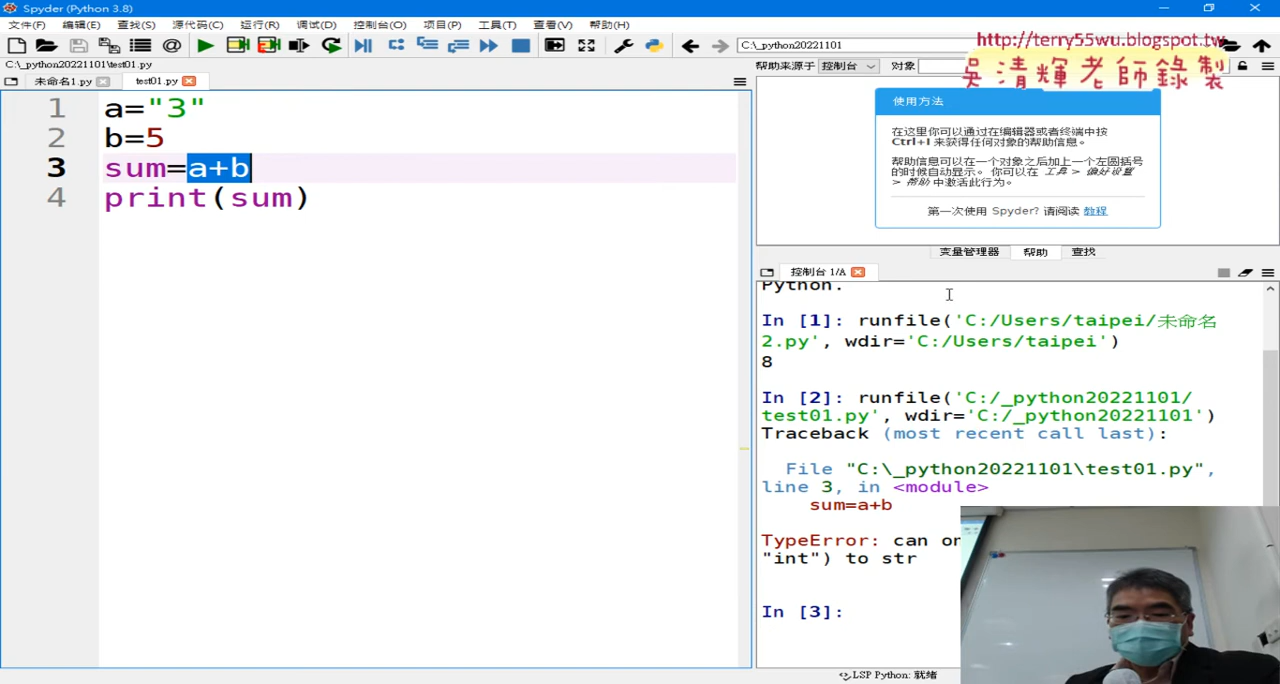 Spyder (Python 3.8)
文件(F) 编辑(E) 查找(S) 源代码(C) 运行(R) 调试(D) 控制台(O) 项目(P) 工具(T) 查看(V) 帮助(H)
C:\_python20221101
http://terry55wu.blogspot.tw
吳清輝老師錄製
C:\_python20221101\test01.py
帮助来源于 控制台 对象
未命名1.py test01.py
1 a="3"
2 b=5
3 sum=a+b
4 print(sum)
使用方法
在这里你可以通过在编辑器或者终端中按
Ctrl+I 来获得任何对象的帮助信息。
帮助信息可以在一个对象之后加上一个左圆括号
的时候自动显示。 你可以在 工具 > 偏好设置
> 帮助 中激活此行为。
第一次使用 Spyder? 请阅读 教程
变量管理器 帮助 查找
控制台 1/A
Python.
In [1]: runfile('C:/Users/taipei/未命名
2.py', wdir='C:/Users/taipei')
8
In [2]: runfile('C:/_python20221101/
test01.py', wdir='C:/_python20221101')
Traceback (most recent call last):
File "C:\_python20221101\test01.py",
line 3, in <module>
sum=a+b
TypeError: can on
"int") to str
In [3]:
LSP Python: 就绪